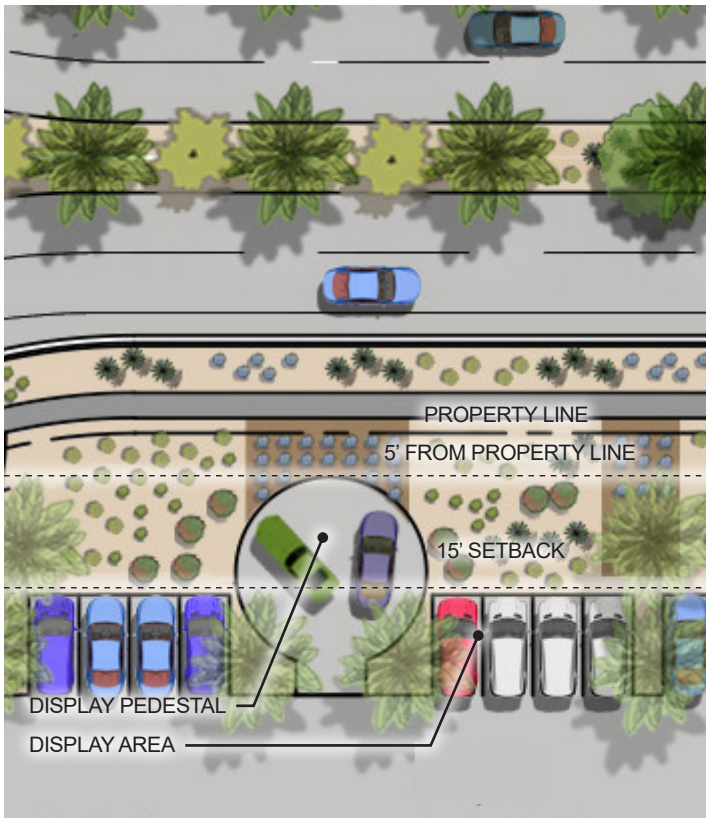 PROPERTY LINE
5’ FROM PROPERTY LINE
15’ SETBACK
DISPLAY PEDESTAL
DISPLAY AREA